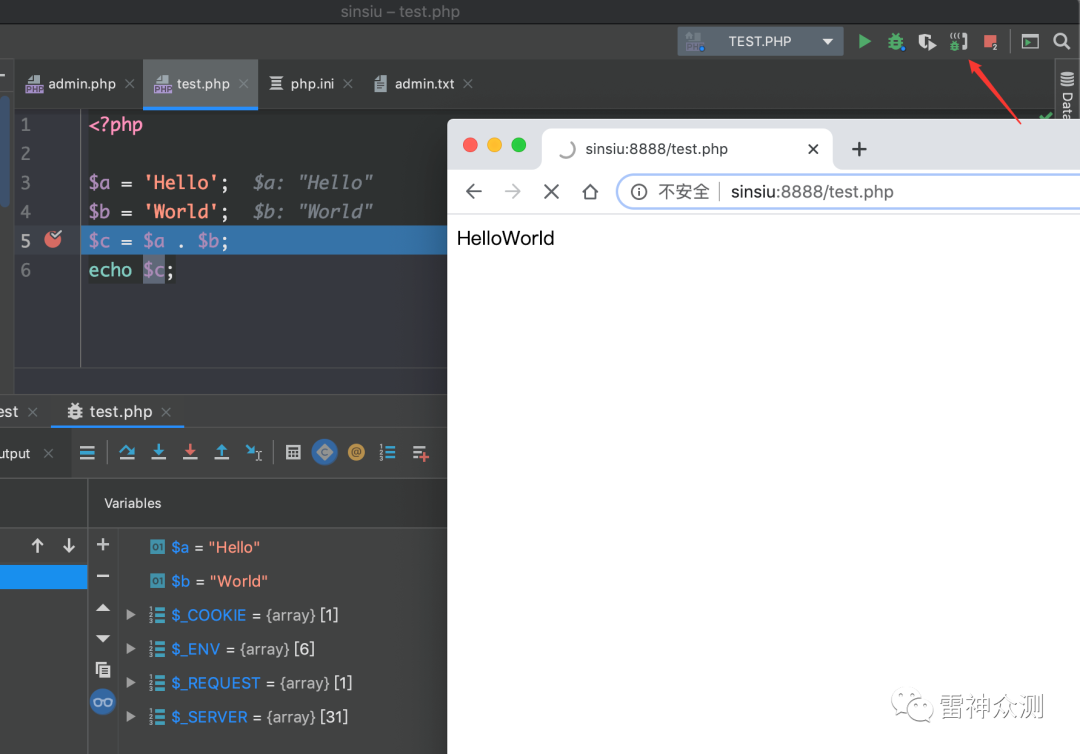 sinsiu – test.php
TEST.PHP
admin.php
test.php
php.ini
admin.txt
Data
1 <?php
2
3 $a = 'Hello'; $a: "Hello"
4 $b = 'World'; $b: "World"
5 $c = $a . $b;
6 echo $c;
sinsiu:8888/test.php
不安全 sinsiu:8888/test.php
HelloWorld
est
test.php
utput
Variables
$a = "Hello"
$b = "World"
$_COOKIE = {array} [1]
$_ENV = {array} [6]
$_REQUEST = {array} [1]
$_SERVER = {array} [31]
雷神众测